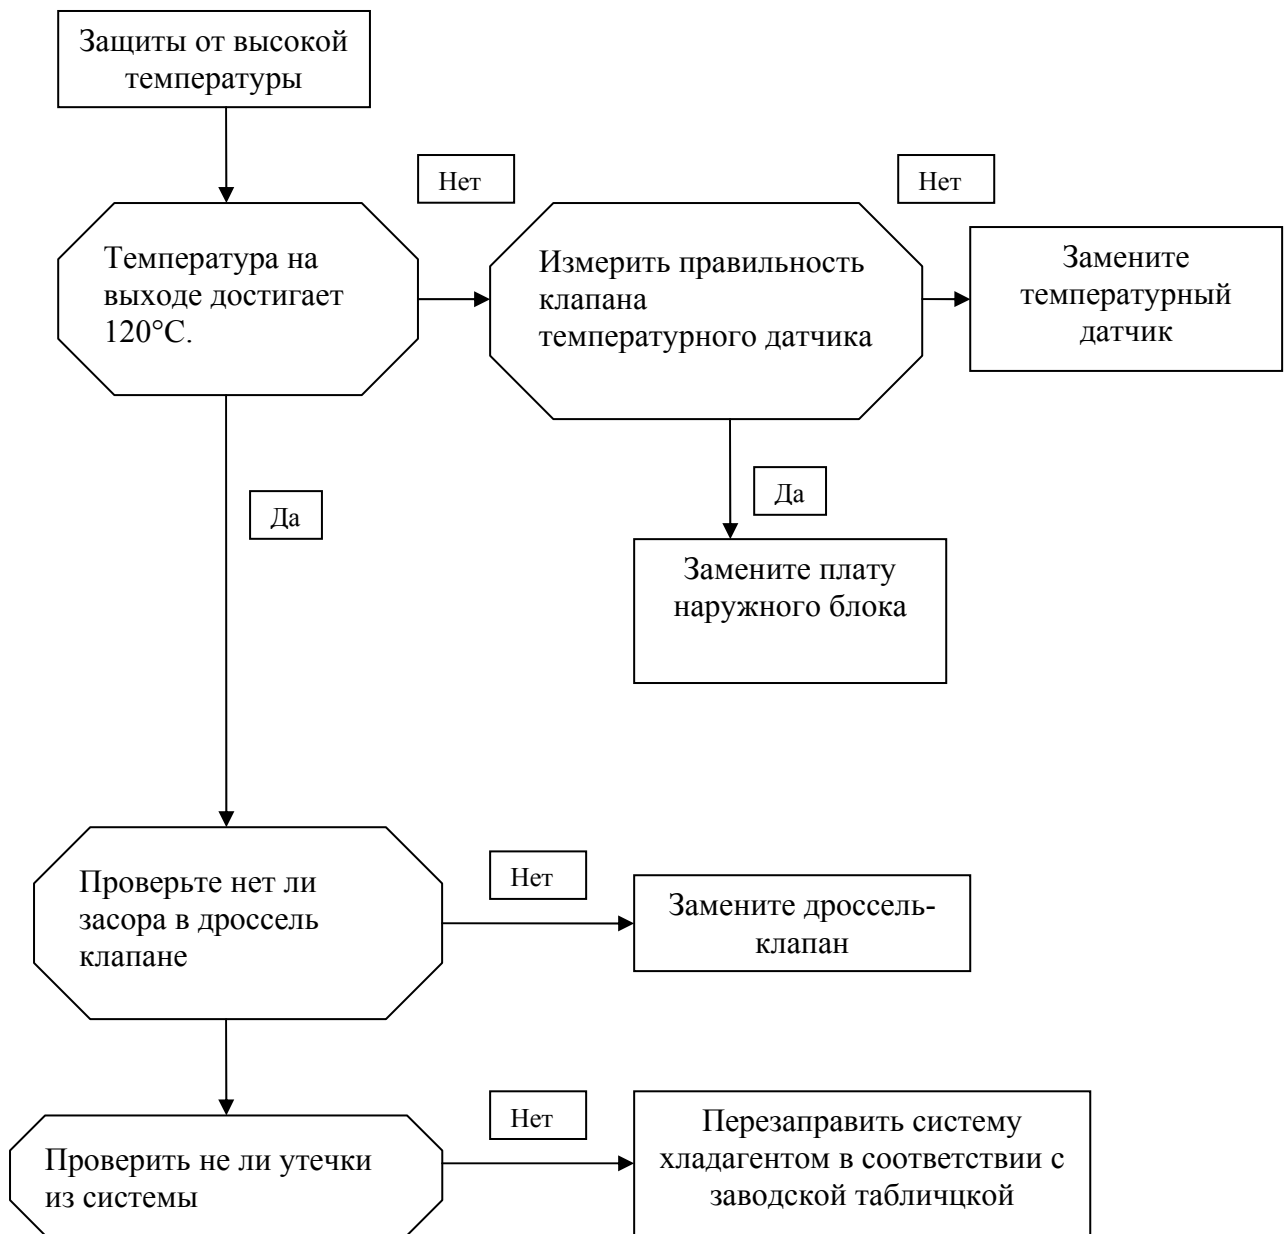 Защиты от высокой
температуры
Нет
Нет
Температура на
выходе достигает
120°С.
Измерить правильность
клапана
температурного датчика
Замените
температурный
датчик
Да
Да
Замените плату
наружного блока
Проверьте нет ли
засора в дроссель
клапане
Нет
Замените дроссель-
клапан
Проверить не ли утечки
из системы
Нет
Перезаправить систему
хладагентом в соответствии с
заводской табличцкой